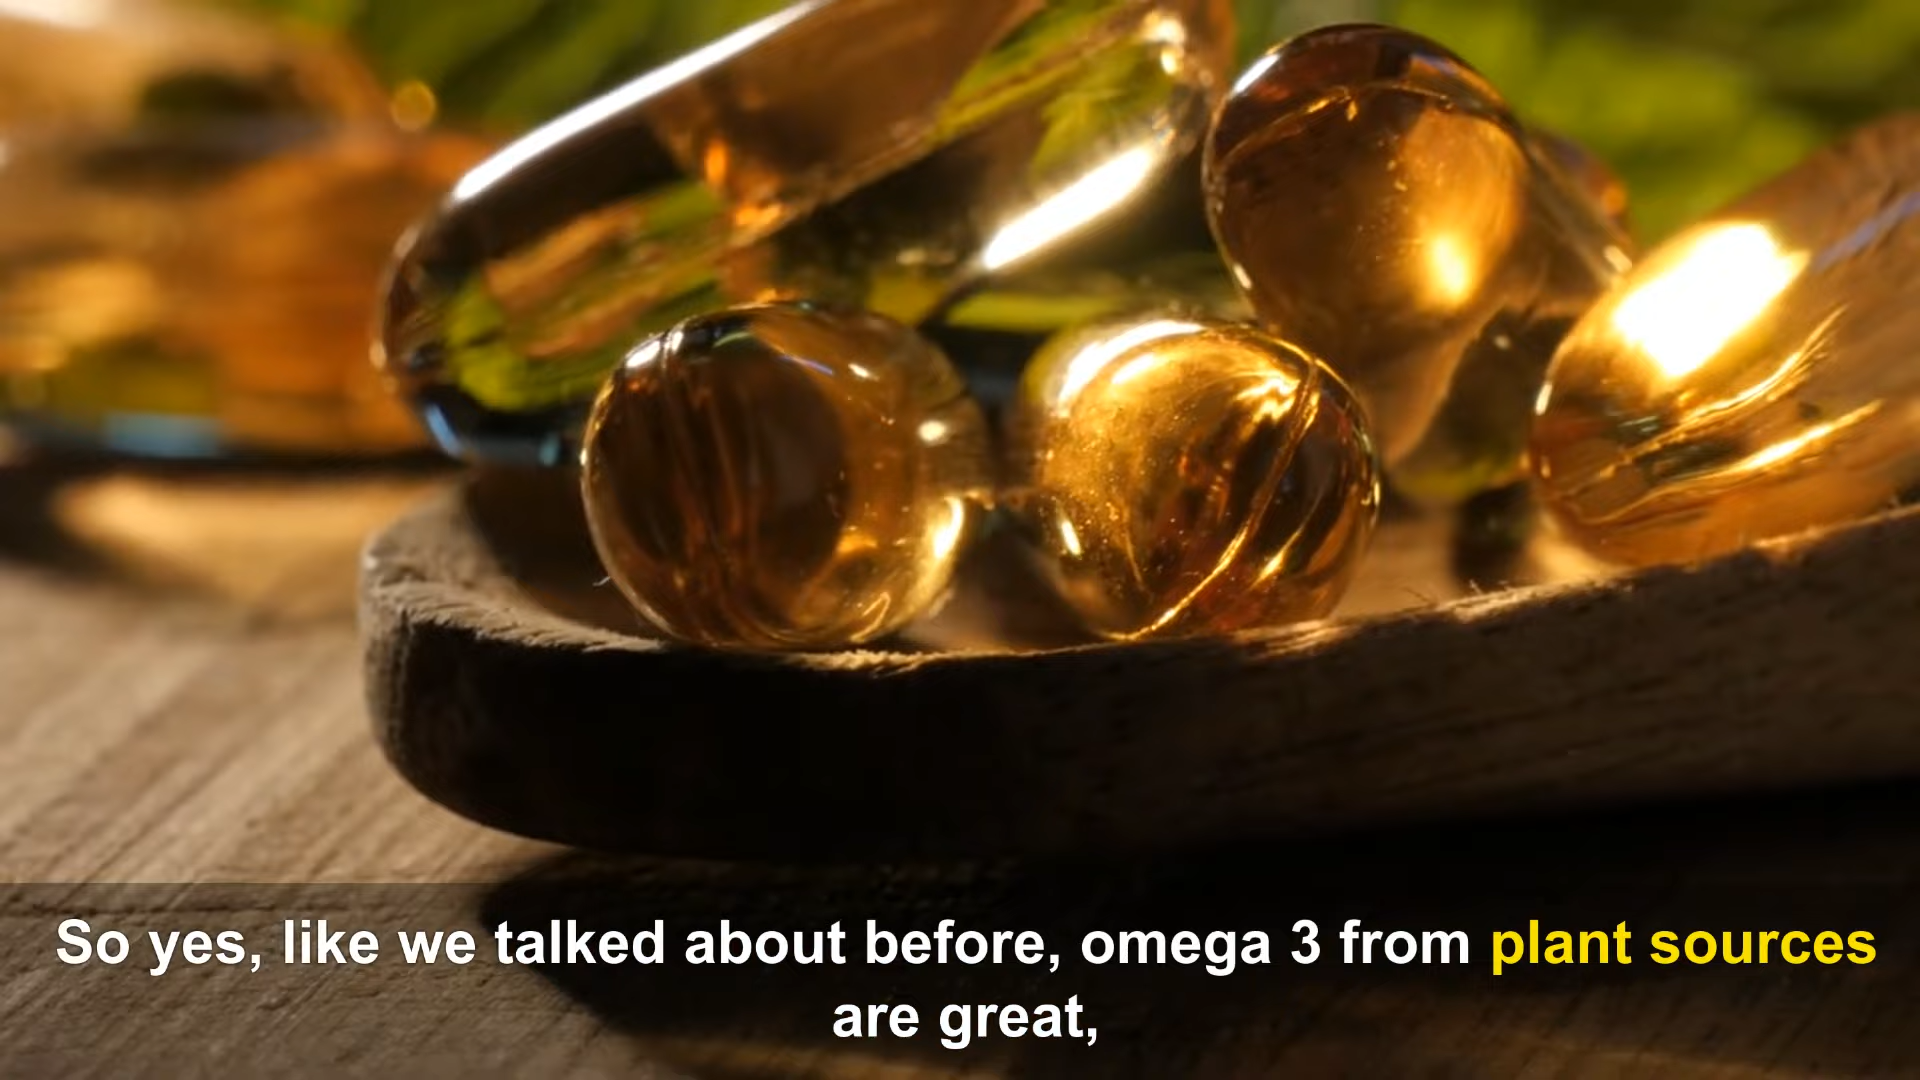 So yes, like we talked about before, omega 3 from plant sources
are great,